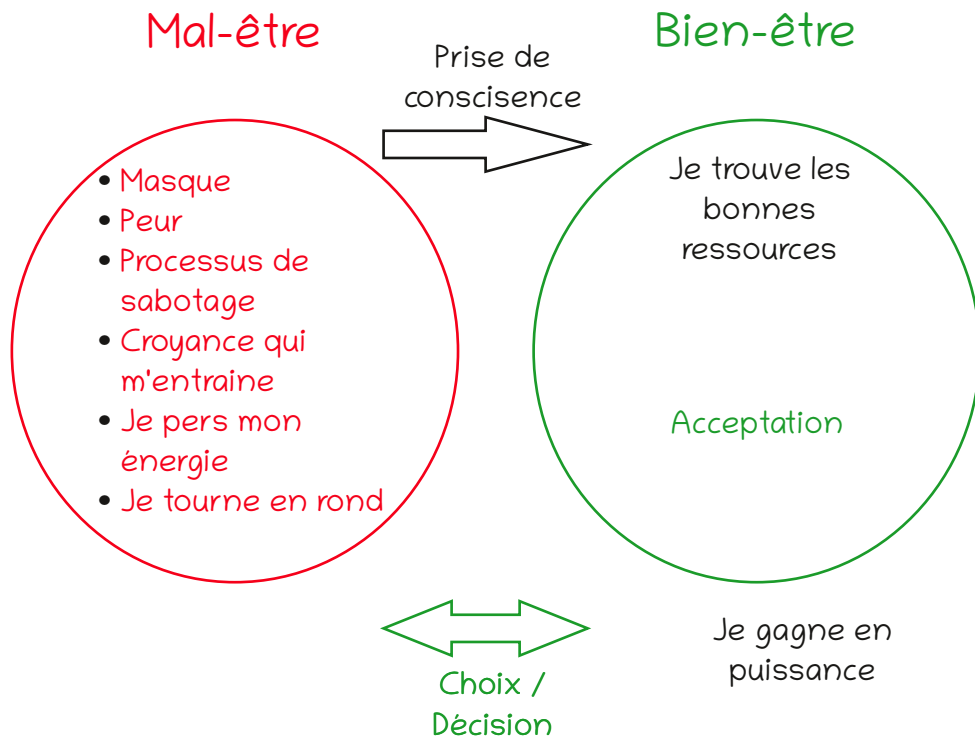 Mal-être
Bien-être
Prise de
conscisence
• Masque
• Peur
• Processus de
sabotage
• Croyance qui
m'entraine
• Je pers mon
énergie
• Je tourne en rond
Je trouve les
bonnes
ressources
Acceptation
Choix /
Décision
Je gagne en
puissance